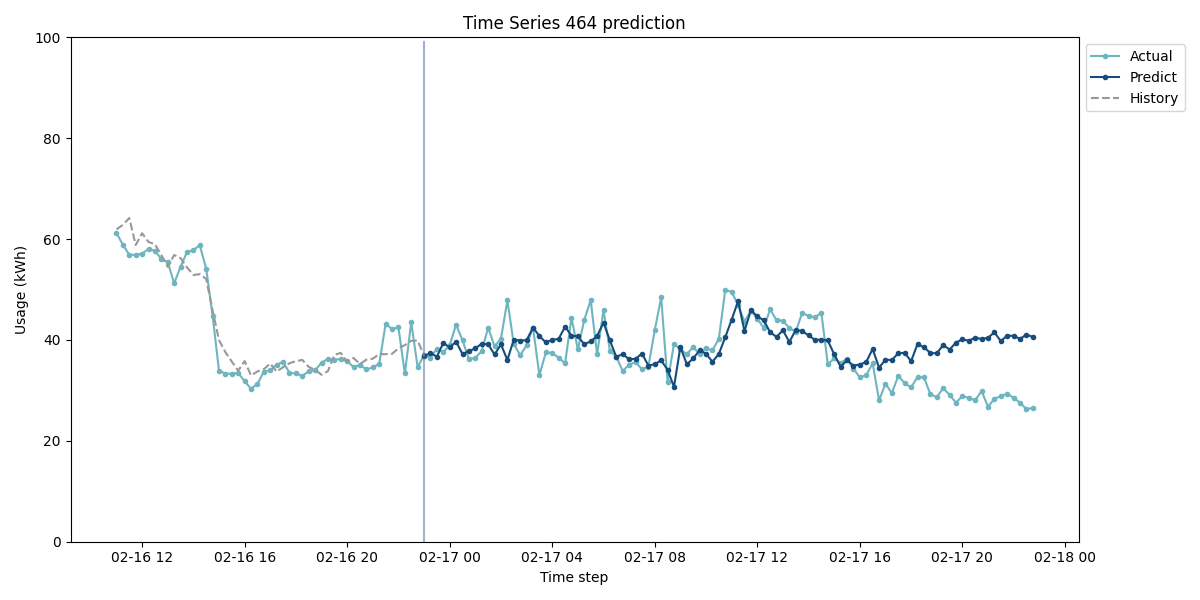 Time Series 464 prediction
Usage (kWh)
100
80
60
40
20
0
02-16 12
02-16 16
02-16 20
02-17 00
02-17 04
02-17 08
02-17 12
02-17 16
02-17 20
02-18 00
Time step
Actual
Predict
History